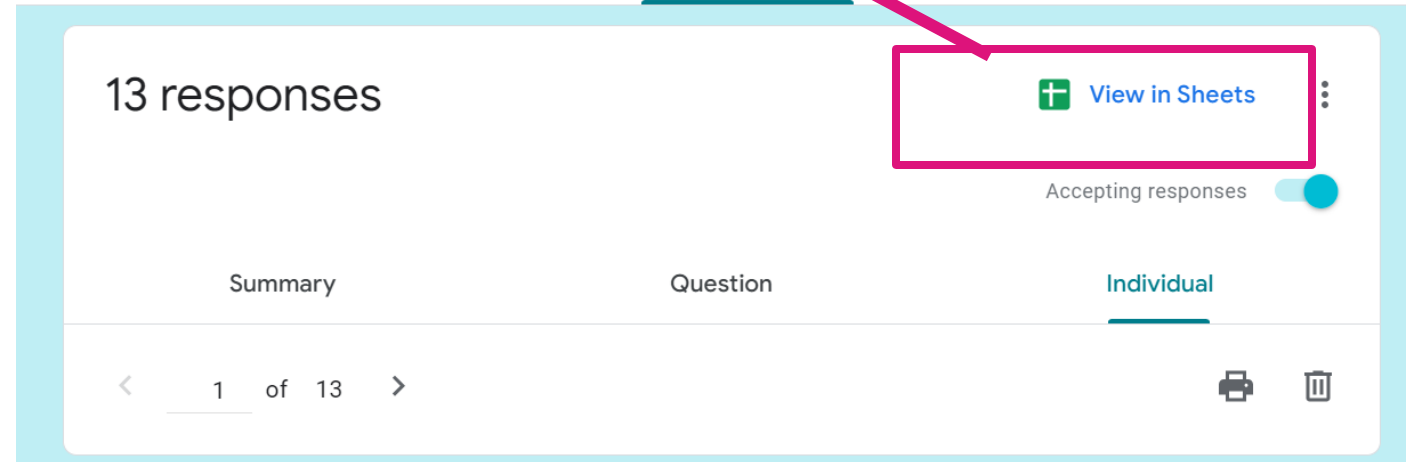 13 responses
View in Sheets
Accepting responses
Summary
Question
Individual
1 of 13